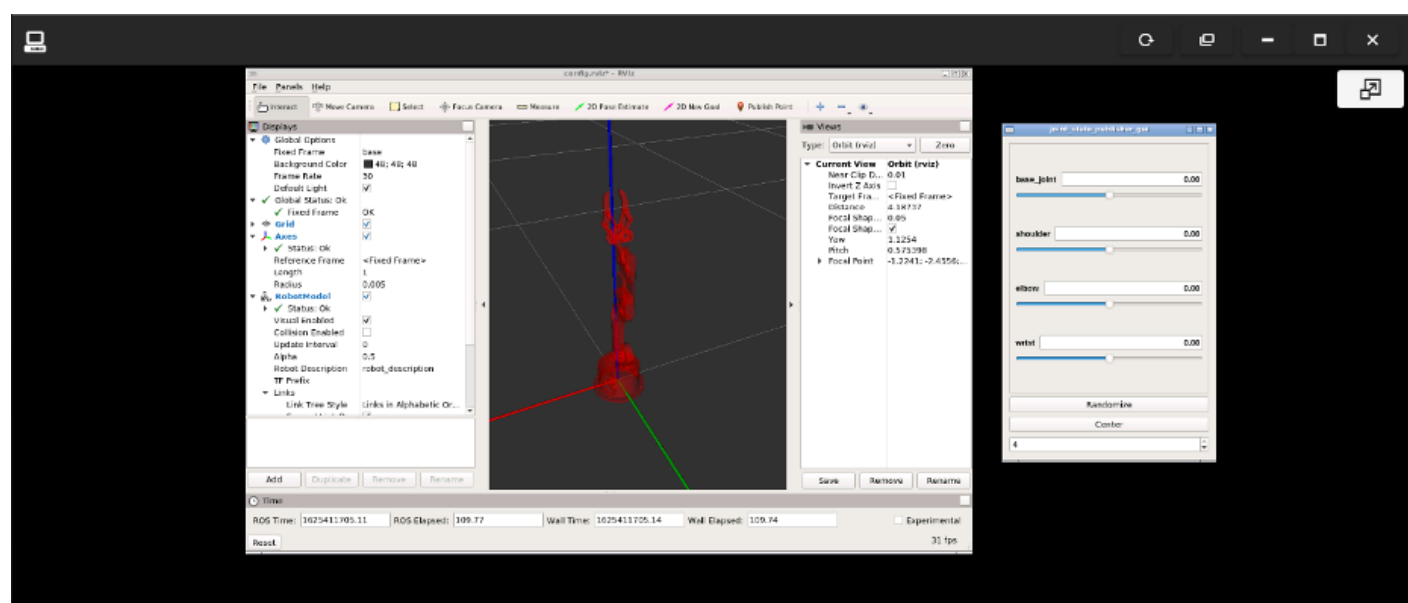 config.rviz* - RViz
File Panels Help
Interact Move Camera Select Focus Camera Measure 2D Pose Estimate 2D Nav Goal Publish Point
Displays
Global Options
Fixed Frame base
Background Color 48; 48; 48
Frame Rate 30
Default Light
Global Status: Ok
Fixed Frame OK
Grid
Axes
Status: Ok
Reference Frame <Fixed Frame>
Length 1
Radius 0.005
RobotModel
Status: Ok
Visual Enabled
Collision Enabled
Update Interval 0
Alpha 0.5
Robot Description robot_description
TF Prefix
Links
Link Tree Style Links in Alphabetic Or...
Add Duplicate Remove Rename
Views
Type: Orbit (rviz) Zero
Current View Orbit (rviz)
Near Clip D... 0.01
Invert Z Axis
Target Fra... <Fixed Frame>
Distance 4.18737
Focal Shap... 0.05
Focal Shap...
Yaw 1.1254
Pitch 0.575398
Focal Point -1.2241; -2.4356;...
Save Remove Rename
Time
ROS Time: 1625411705.11 ROS Elapsed: 109.77 Wall Time: 1625411705.14 Wall Elapsed: 109.74 Experimental
Reset 31 fps
joint_state_publisher_gui
base_joint 0.00
shoulder 0.00
elbow 0.00
wrist 0.00
Randomize
Center
4